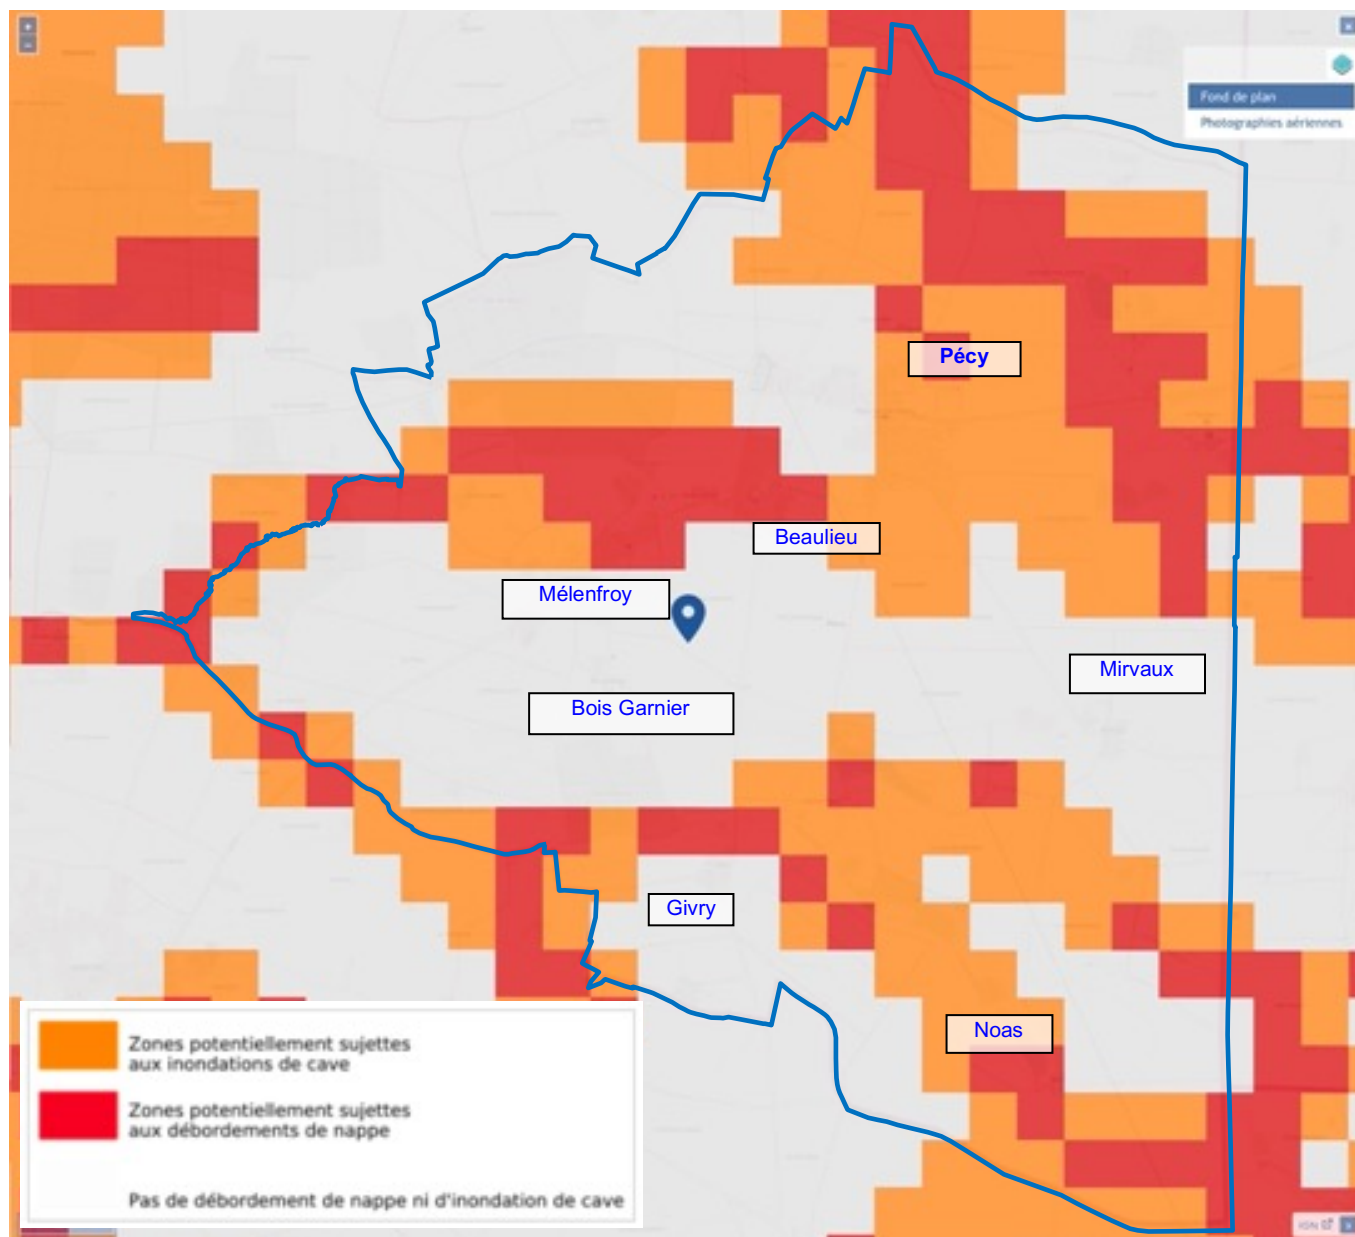 +
−
Fond de plan
Photographies aériennes
Pécy
Beaulieu
Mélenfroy
Mirvaux
Bois Garnier
Givry
Noas
Zones potentiellement sujettes
aux inondations de cave
Zones potentiellement sujettes
aux débordements de nappe
Pas de débordement de nappe ni d'inondation de cave
IGN